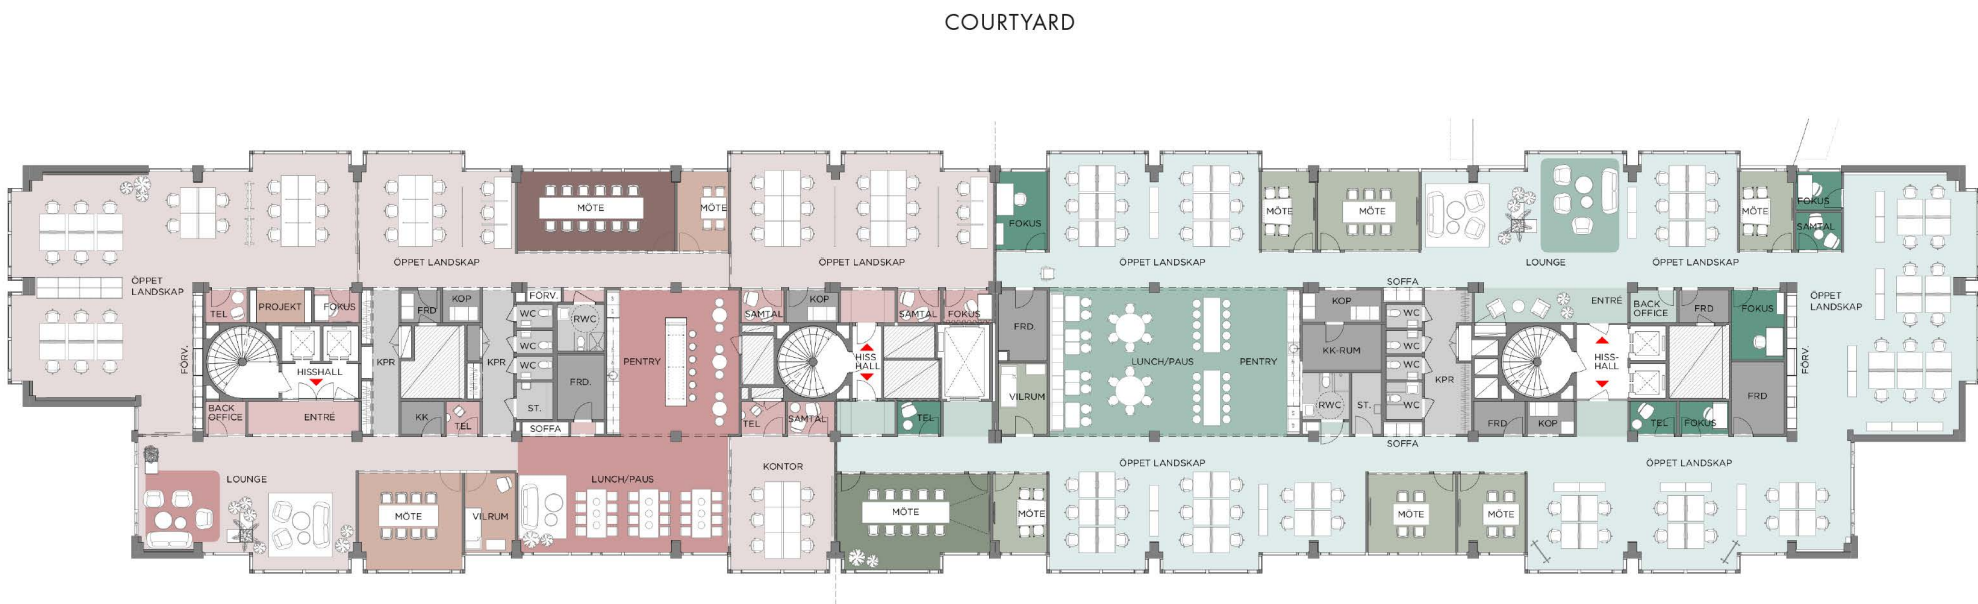 COURTYARD
MÖTE
MÖTE
FOKUS
MÖTE
MÖTE
MÖTE
FOKUS
SAMTAL
ÖPPET LANDSKAP
ÖPPET LANDSKAP
ÖPPET LANDSKAP
LOUNGE
ÖPPET LANDSKAP
ÖPPET
LANDSKAP
TEL
PROJEKT
FOKUS
FRD
KOP
FÖRV.
WC
RWC
SAMTAL
KOP
SAMTAL
FOKUS
FRD.
SOFFA
KOP
WC
ENTRÉ
BACK
OFFICE
FRD
FOKUS
ÖPPET
LANDSKAP
FÖRV.
HISSHALL
KPR
KPR
WC
WC
ST.
FRD.
PENTRY
HISS
HALL
VILRUM
LUNCH/PAUS
PENTRY
KK-RUM
RWC
ST.
WC
WC
WC
KPR
HISS-
HALL
FRD
FÖRV.
BACK
OFFICE
ENTRÉ
KK
TEL
SOFFA
TEL
SAMTAL
TEL
SOFFA
FRD
KOP
TEL
FOKUS
LOUNGE
MÖTE
VILRUM
LUNCH/PAUS
KONTOR
MÖTE
MÖTE
ÖPPET LANDSKAP
MÖTE
MÖTE
ÖPPET LANDSKAP